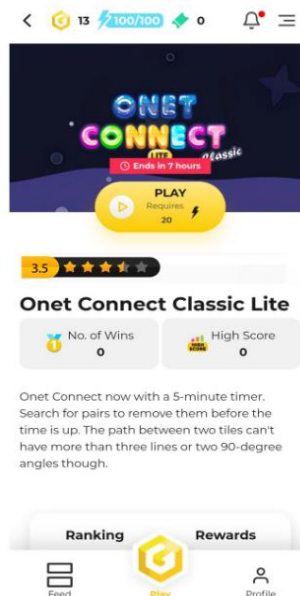 13 100/100 0
ONET
CONNECT
LITE Classic
Ends in 7 hours
PLAY
Requires
20
3.5
Onet Connect Classic Lite
No. of Wins
0
High Score
0
Onet Connect now with a 5-minute timer.
Search for pairs to remove them before the
time is up. The path between two tiles can't
have more than three lines or two 90-degree
angles though.
Ranking Rewards
Feed Play Profile